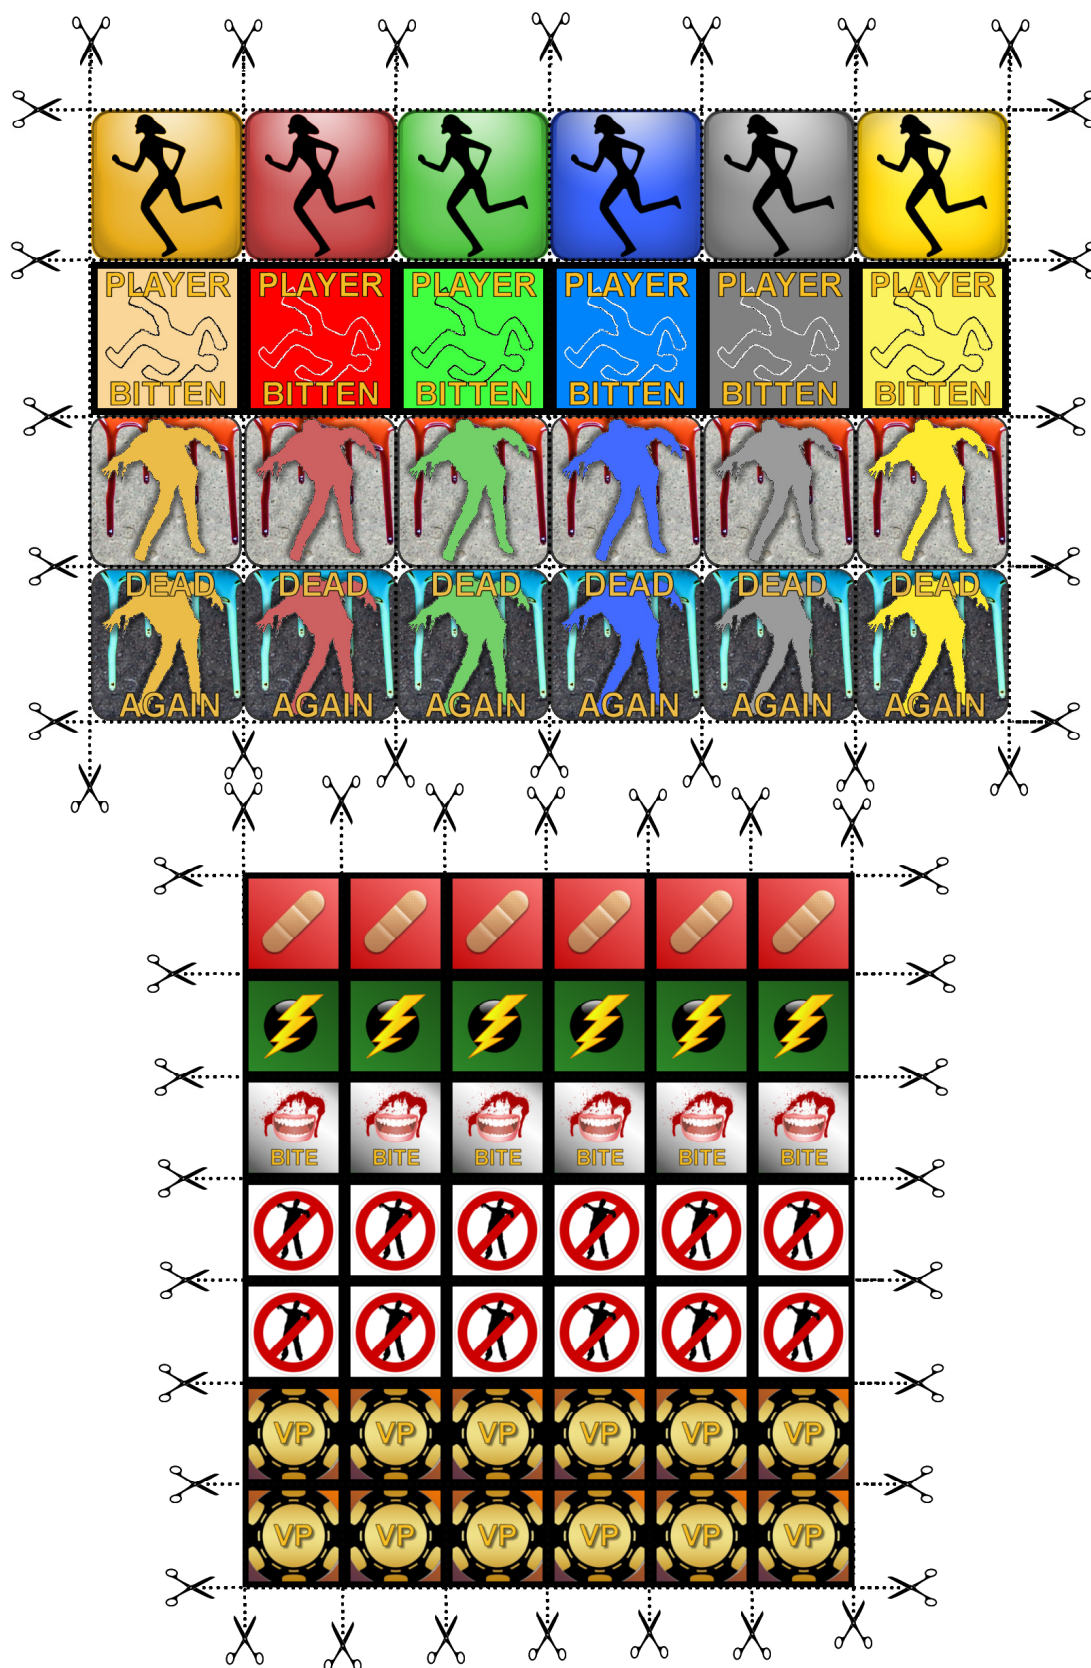 PLAYER PLAYER PLAYER PLAYER PLAYER PLAYER
BITTEN BITTEN BITTEN BITTEN BITTEN BITTEN
DEAD DEAD DEAD DEAD DEAD DEAD
AGAIN AGAIN AGAIN AGAIN AGAIN AGAIN
BITE BITE BITE BITE BITE BITE
VP VP VP VP VP VP
VP VP VP VP VP VP